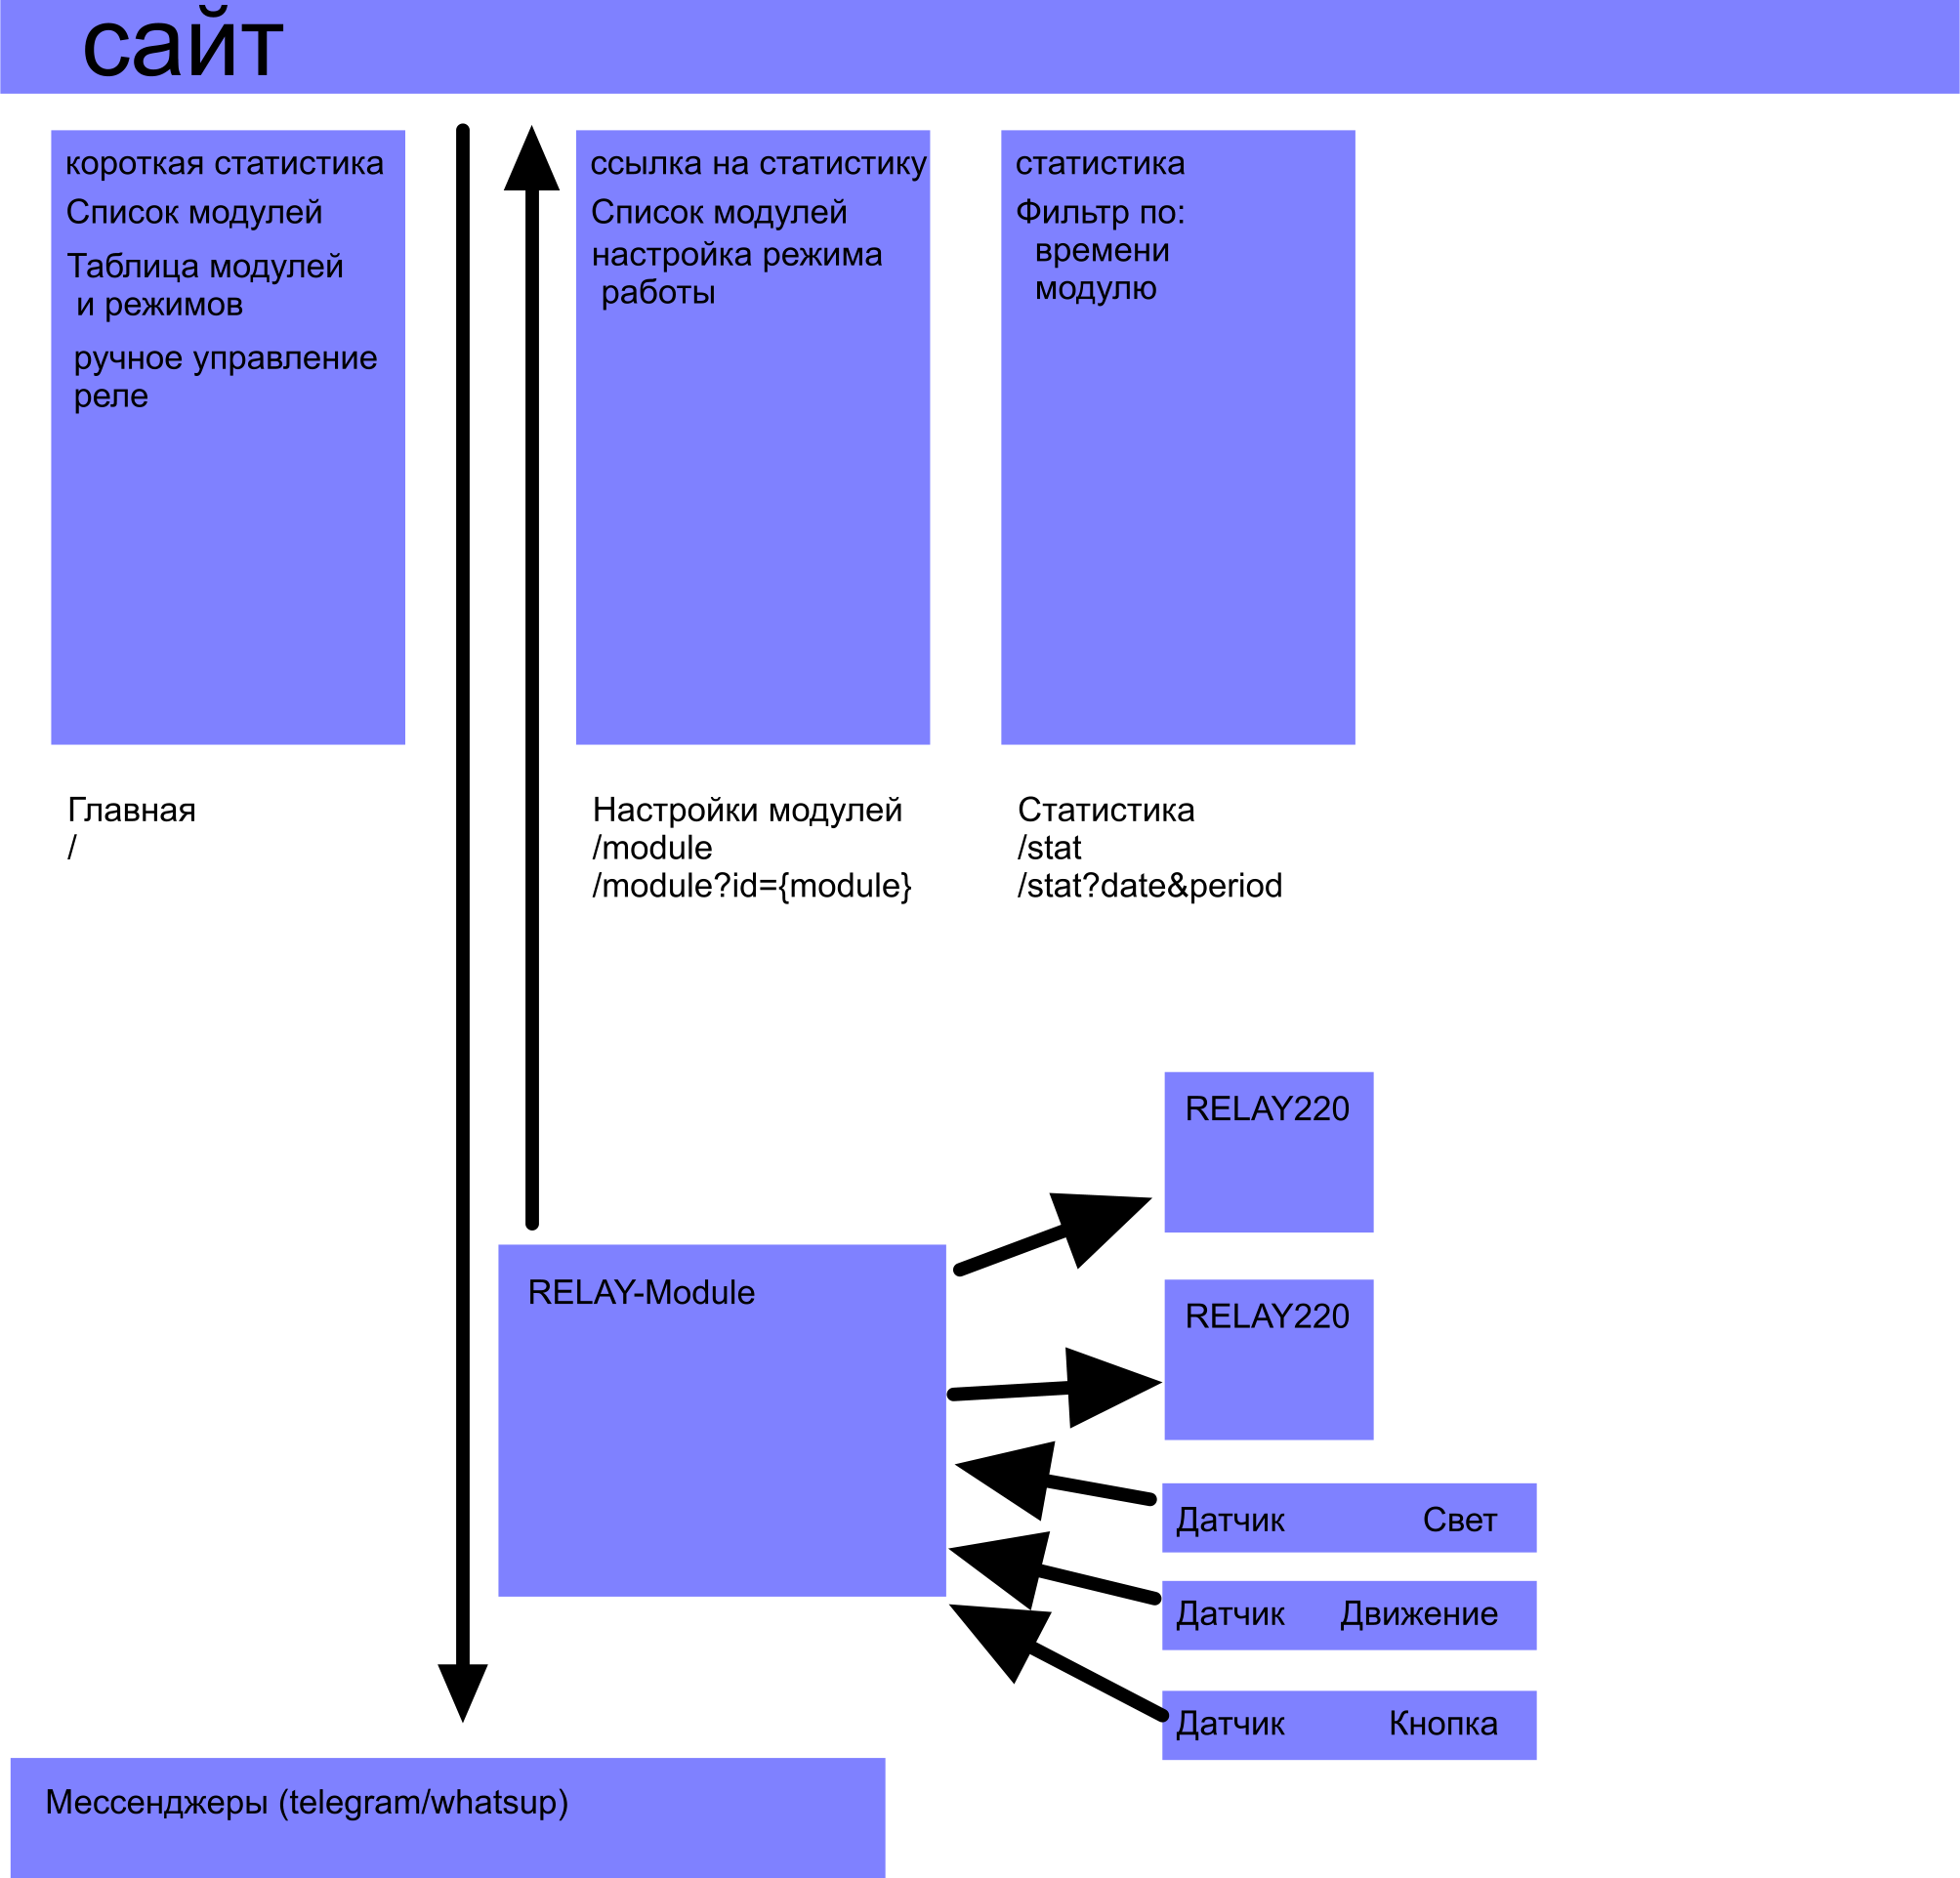 сайт
короткая статистика
Список модулей
Таблица модулей
и режимов
ручное управление
реле
ссылка на статистику
Список модулей
настройка режима
работы
статистика
Фильтр по:
времени
модулю
Главная
/
Настройки модулей
/module
/module?id={module}
Статистика
/stat
/stat?date&period
RELAY220
RELAY-Module
RELAY220
Датчик Свет
Датчик Движение
Датчик Кнопка
Мессенджеры (telegram/whatsup)